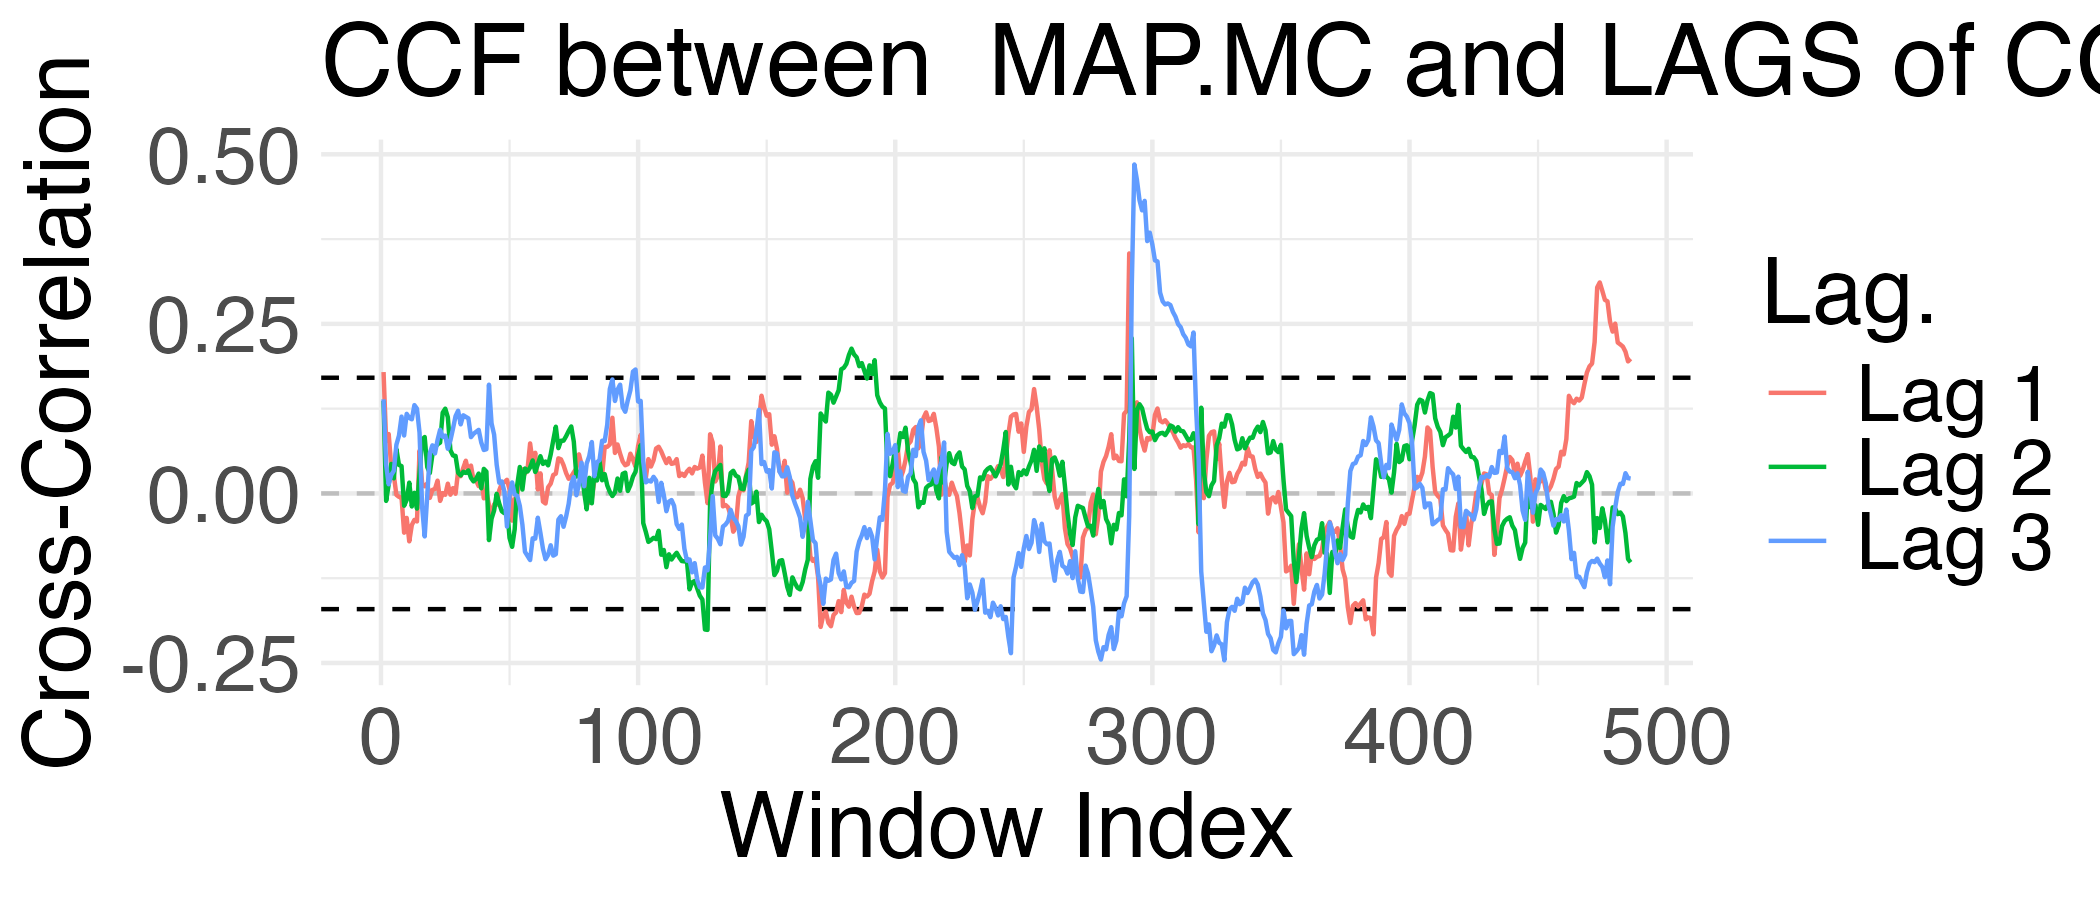 CCF between  MAP.MC and LAGS of
Cross-Correlation
0.50
0.25
0.00
-0.25
0 100 200 300 400 500
Window Index
Lag.
Lag 1
Lag 2
Lag 3